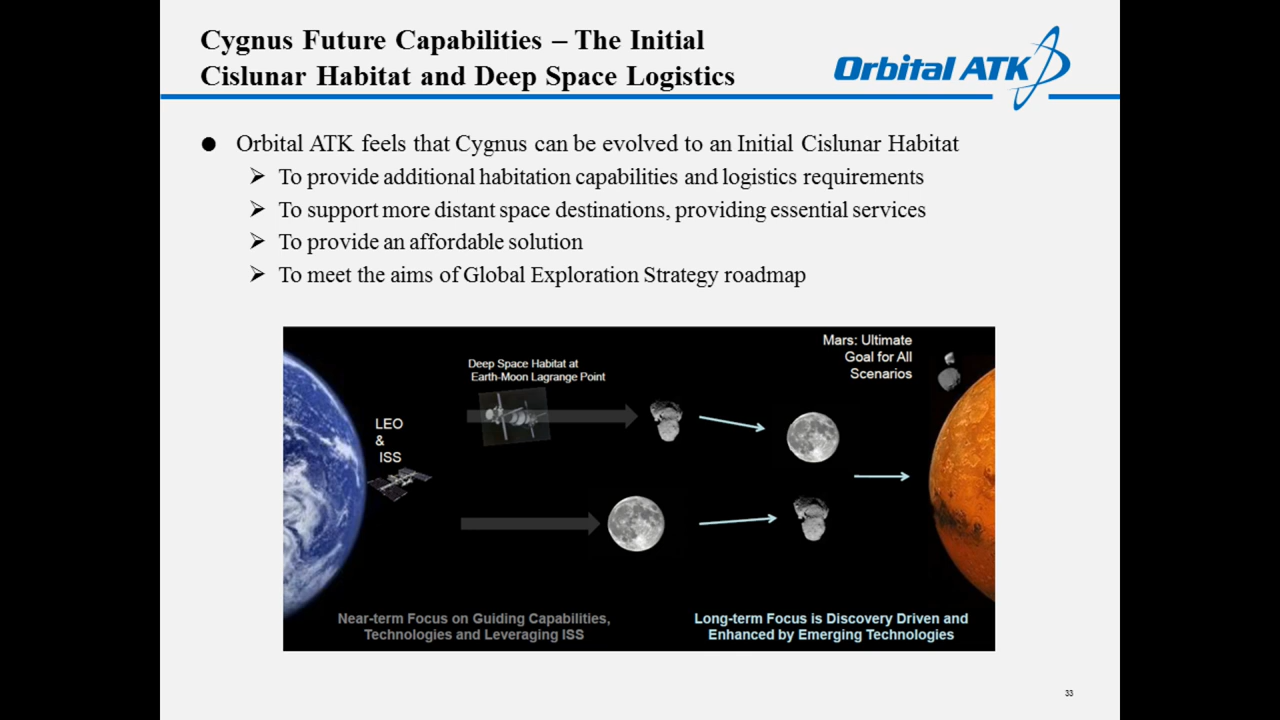 Cygnus Future Capabilities – The Initial
Cislunar Habitat and Deep Space Logistics
Orbital ATK
● Orbital ATK feels that Cygnus can be evolved to an Initial Cislunar Habitat
➢ To provide additional habitation capabilities and logistics requirements
➢ To support more distant space destinations, providing essential services
➢ To provide an affordable solution
➢ To meet the aims of Global Exploration Strategy roadmap
Mars: Ultimate
Goal for All
Scenarios
Deep Space Habitat at
Earth-Moon Lagrange Point
LEO
&
ISS
Near-term Focus on Guiding Capabilities,
Technologies and Leveraging ISS
Long-term Focus is Discovery Driven and
Enhanced by Emerging Technologies
33